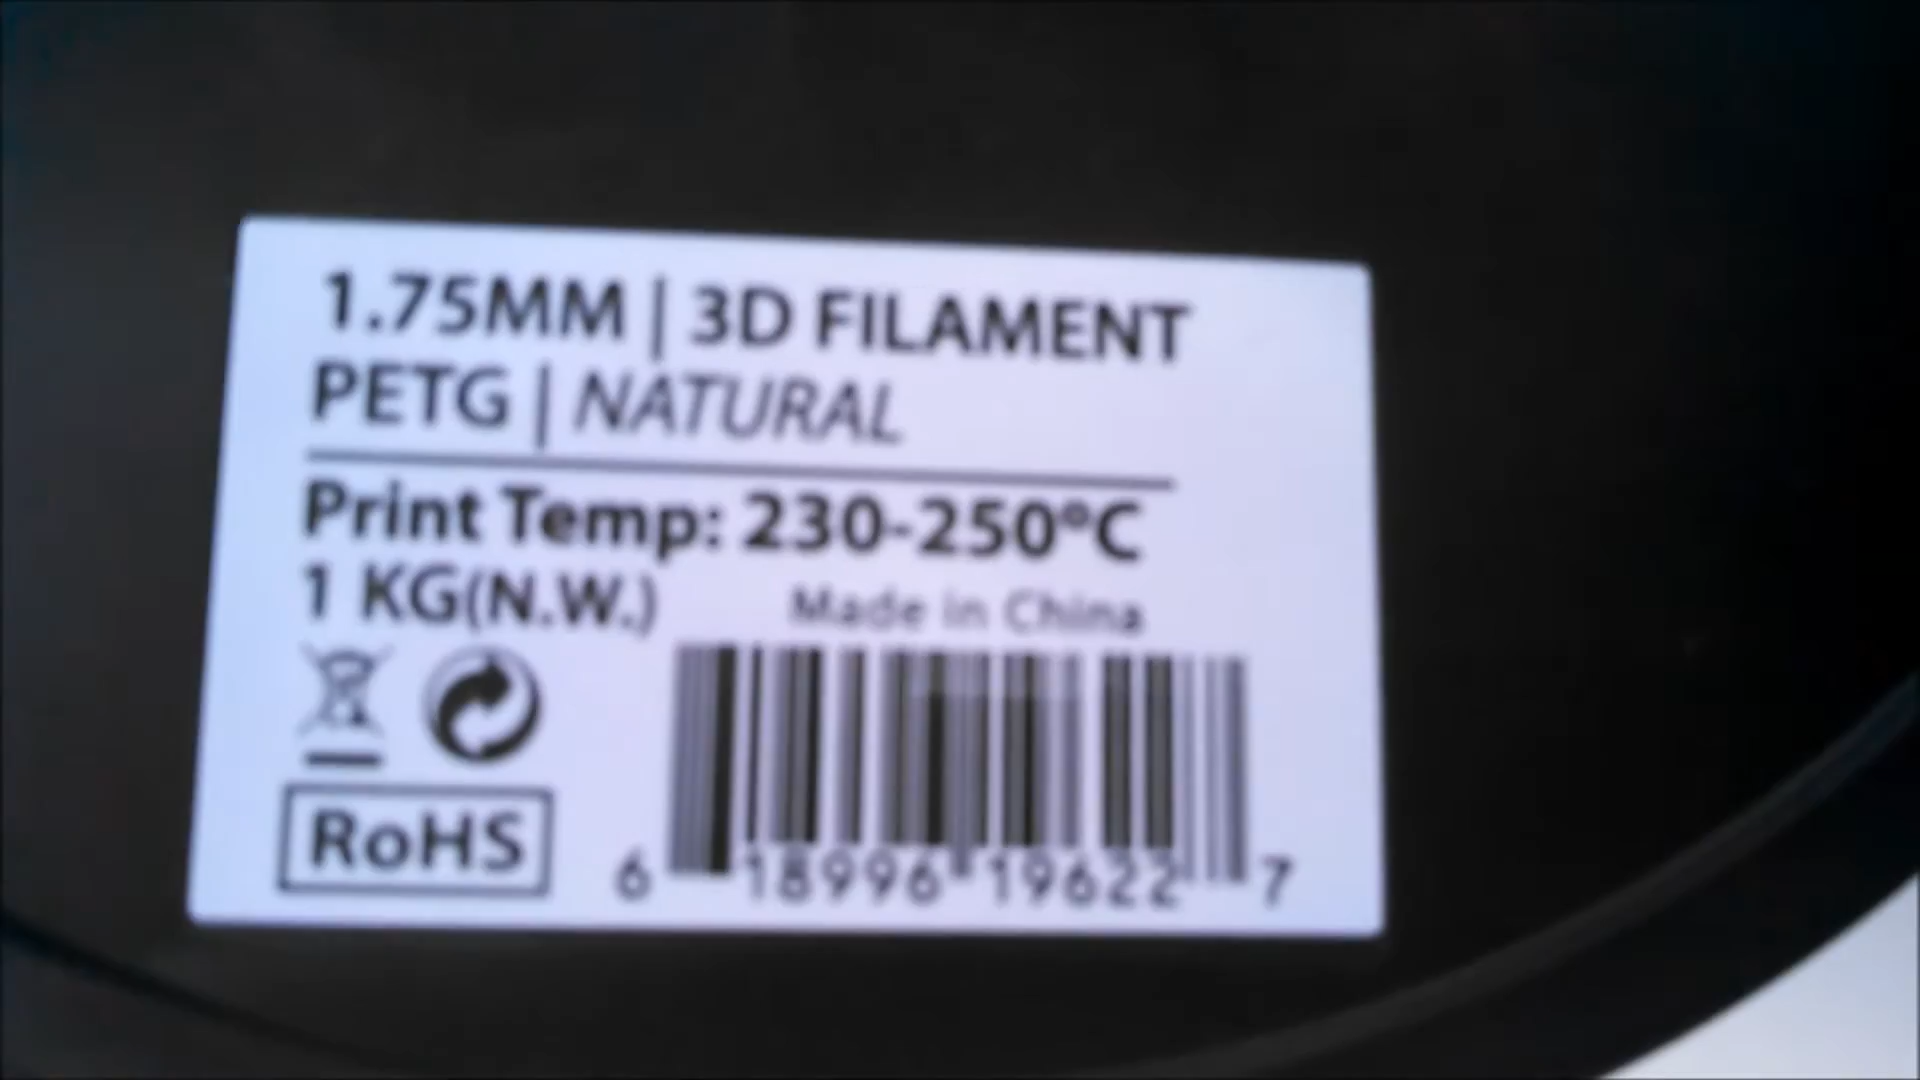 1.75MM | 3D FILAMENT
PETG | NATURAL
Print Temp: 230-250ºC
1 KG(N.W.)
Made in China
RoHS
6 18996 19622 7